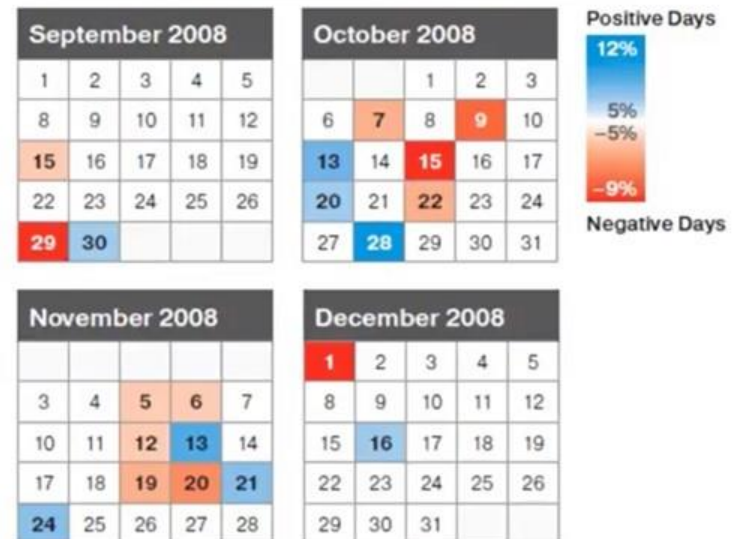 September 2008
1 2 3 4 5
8 9 10 11 12
15 16 17 18 19
22 23 24 25 26
29 30
October 2008
1 2 3
6 7 8 9 10
13 14 15 16 17
20 21 22 23 24
27 28 29 30 31
Positive Days
12%
5%
–5%
–9%
Negative Days
November 2008
3 4 5 6 7
10 11 12 13 14
17 18 19 20 21
24 25 26 27 28
December 2008
1 2 3 4 5
8 9 10 11 12
15 16 17 18 19
22 23 24 25 26
29 30 31